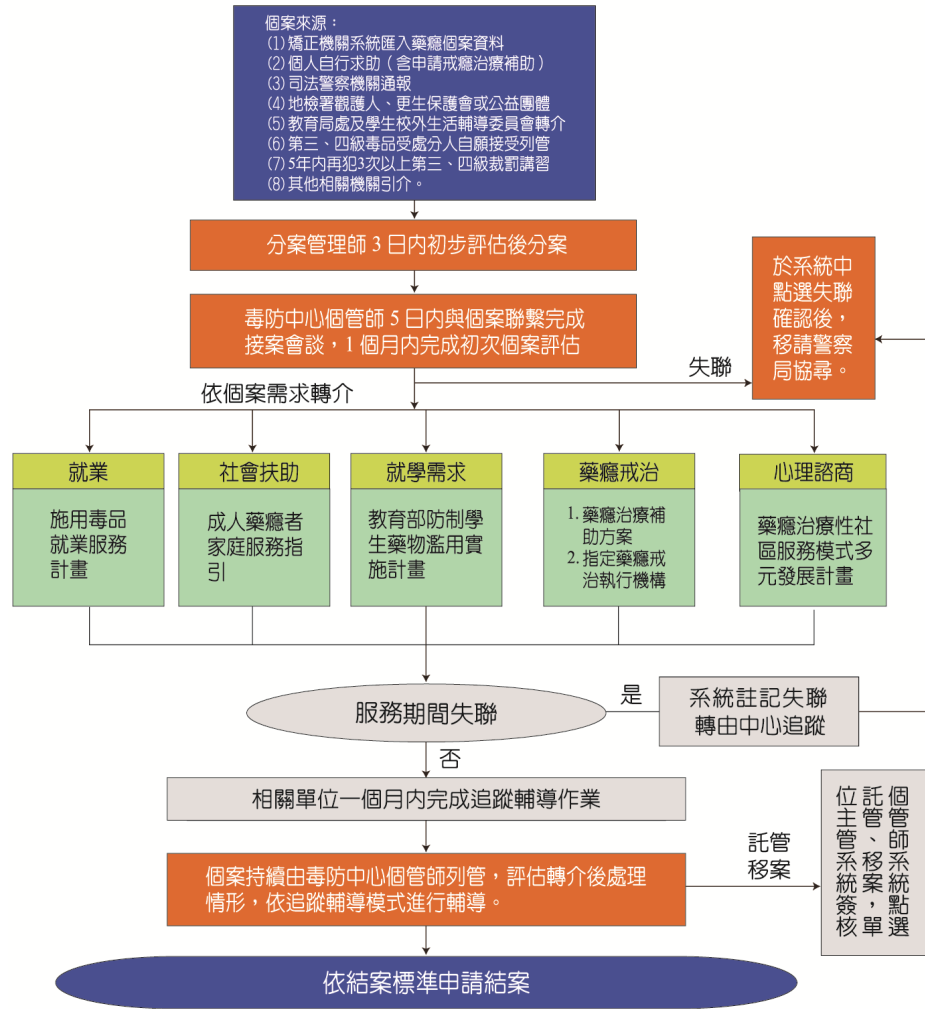 個案來源：
(1) 矯正機關系統匯入藥癮個案資料
(2) 個人自行求助（含申請戒癮治療補助）
(3) 司法警察機關通報
(4) 地檢署觀護人、更生保護會或公益團體
(5) 教育局處及學生校外生活輔導委員會轉介
(6) 第三、四級毒品受處分人自願接受列管
(7) 5年內再犯3次以上第三、四級裁罰講習
(8) 其他相關機關引介。
分案管理師 3 日內初步評估後分案
毒防中心個管師 5 日內與個案聯繫完成
接案會談，1 個月內完成初次個案評估
於系統中
點選失聯
確認後，
移請警察
局協尋。
失聯
依個案需求轉介
就業
施用毒品
就業服務
計畫
社會扶助
成人藥癮者
家庭服務指
引
就學需求
教育部防制學
生藥物濫用實
施計畫
藥癮戒治
1. 藥癮治療補
助方案
2. 指定藥癮戒
治執行機構
心理諮商
藥癮治療性社
區服務模式多
元發展計畫
服務期間失聯
是
系統註記失聯
轉由中心追蹤
否
相關單位一個月內完成追蹤輔導作業
個案持續由毒防中心個管師列管，評估轉介後處理
情形，依追蹤輔導模式進行輔導。
託管
移案
個管師系統點選
託管、移案，單
位主管系統簽核
依結案標準申請結案